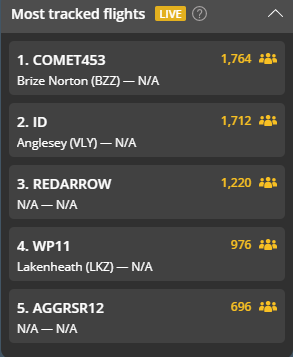 Most tracked flights LIVE ?
1. COMET453 1,764
Brize Norton (BZZ) — N/A
2. ID 1,712
Anglesey (VLY) — N/A
3. REDARROW 1,220
N/A — N/A
4. WP11 976
Lakenheath (LKZ) — N/A
5. AGGRSR12 696
N/A — N/A